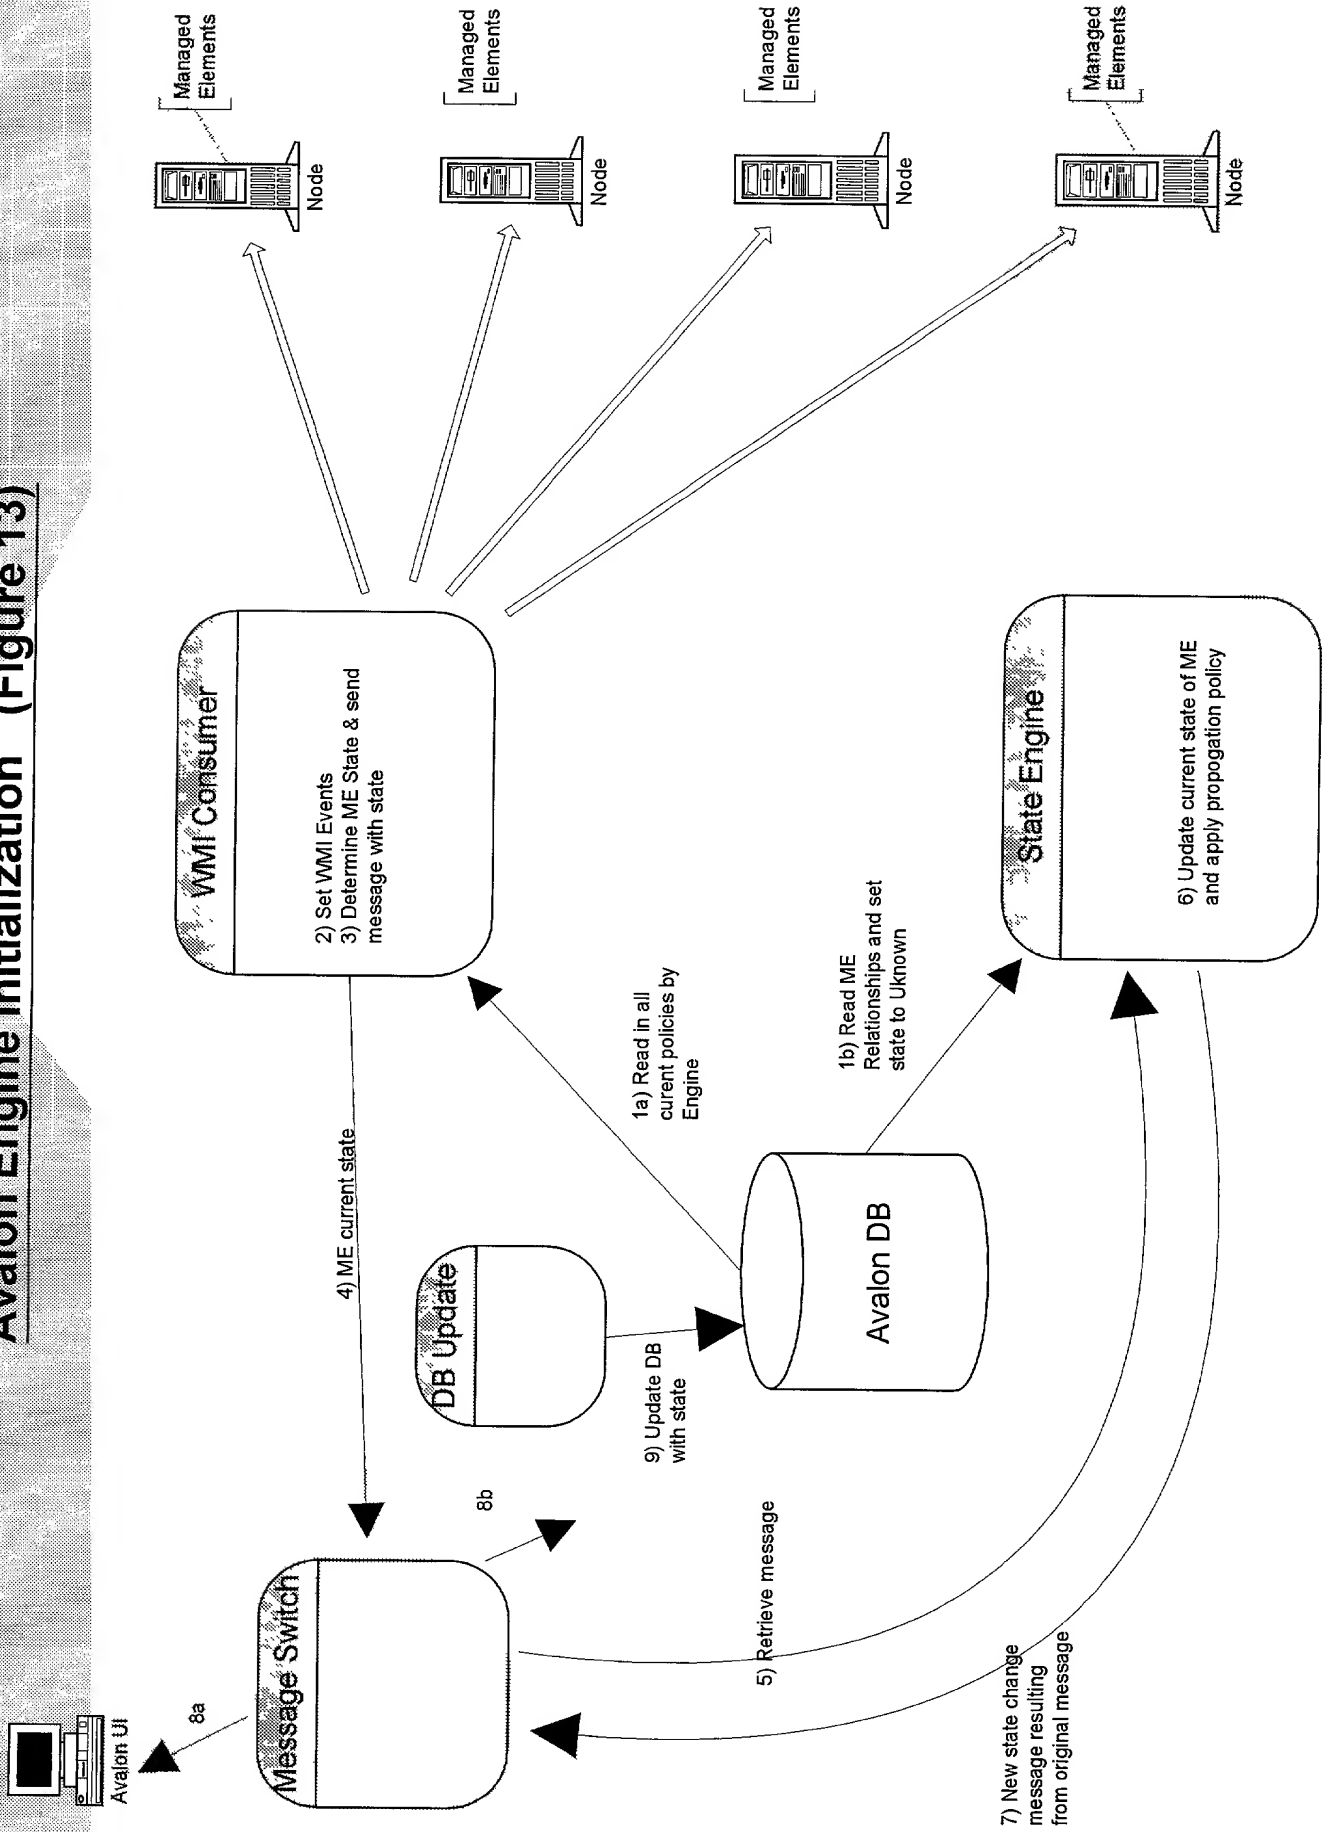 Avalon Engine Initialization (Figure 13)
Avalon UI
8a
Message Switch
8b
4) ME current state
WMI Consumer
2) Set WMI Events
3) Determine ME State & send
message with state
Managed
Elements
Node
Managed
Elements
Node
Managed
Elements
Node
Managed
Elements
Node
DB Update
9) Update DB
with state
1a) Read in all
curent policies by
Engine
Avalon DB
1b) Read ME
Relationships and set
state to Uknown
State Engine
6) Update current state of ME
and apply propogation policy
5) Retrieve message
7) New state change
message resulting
from original message